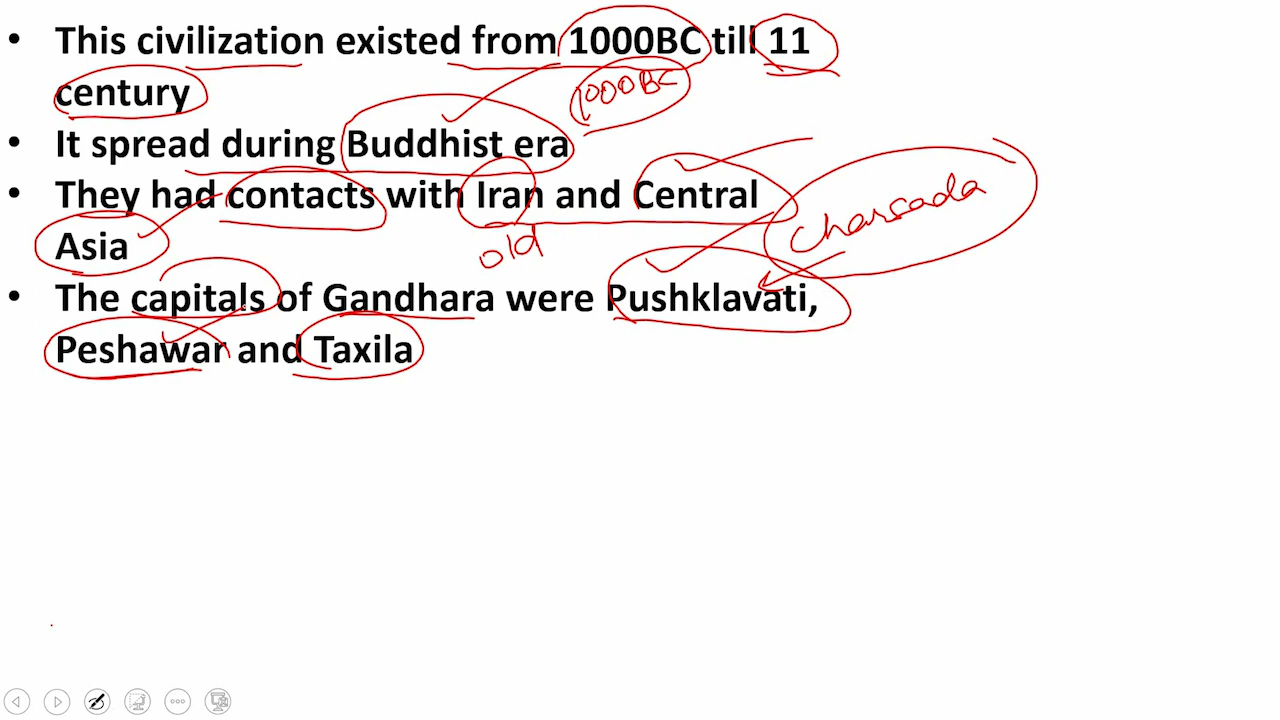 • This civilization existed from 1000BC till 11
century
1000BC
• It spread during Buddhist era
• They had contacts with Iran and Central
Asia
old
charsada
• The capitals of Gandhara were Pushklavati,
Peshawar and Taxila